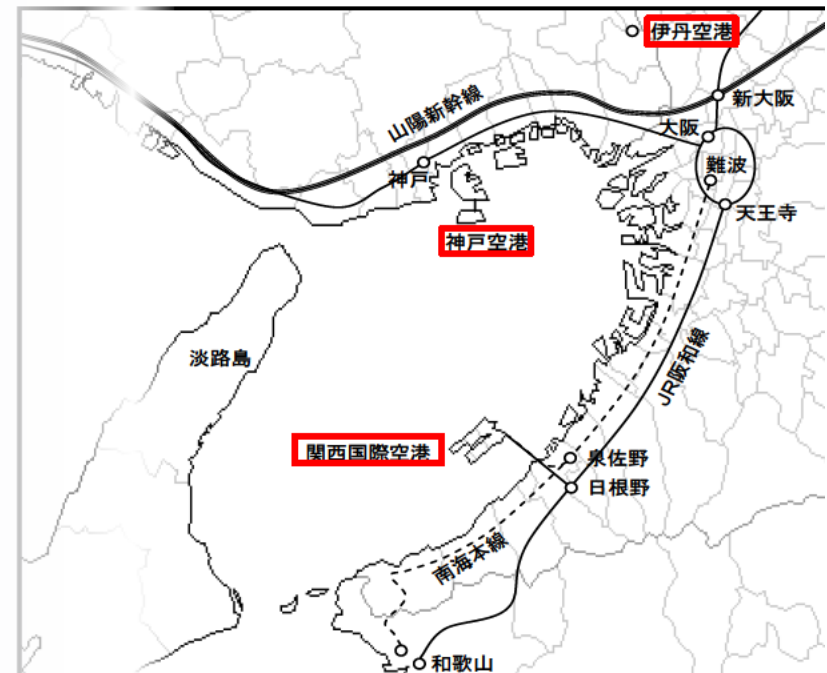 伊丹空港
新大阪
山陽新幹線
大阪
難波
神戸
天王寺
神戸空港
淡路島
JR阪和線
関西国際空港
泉佐野
日根野
南海本線
和歌山